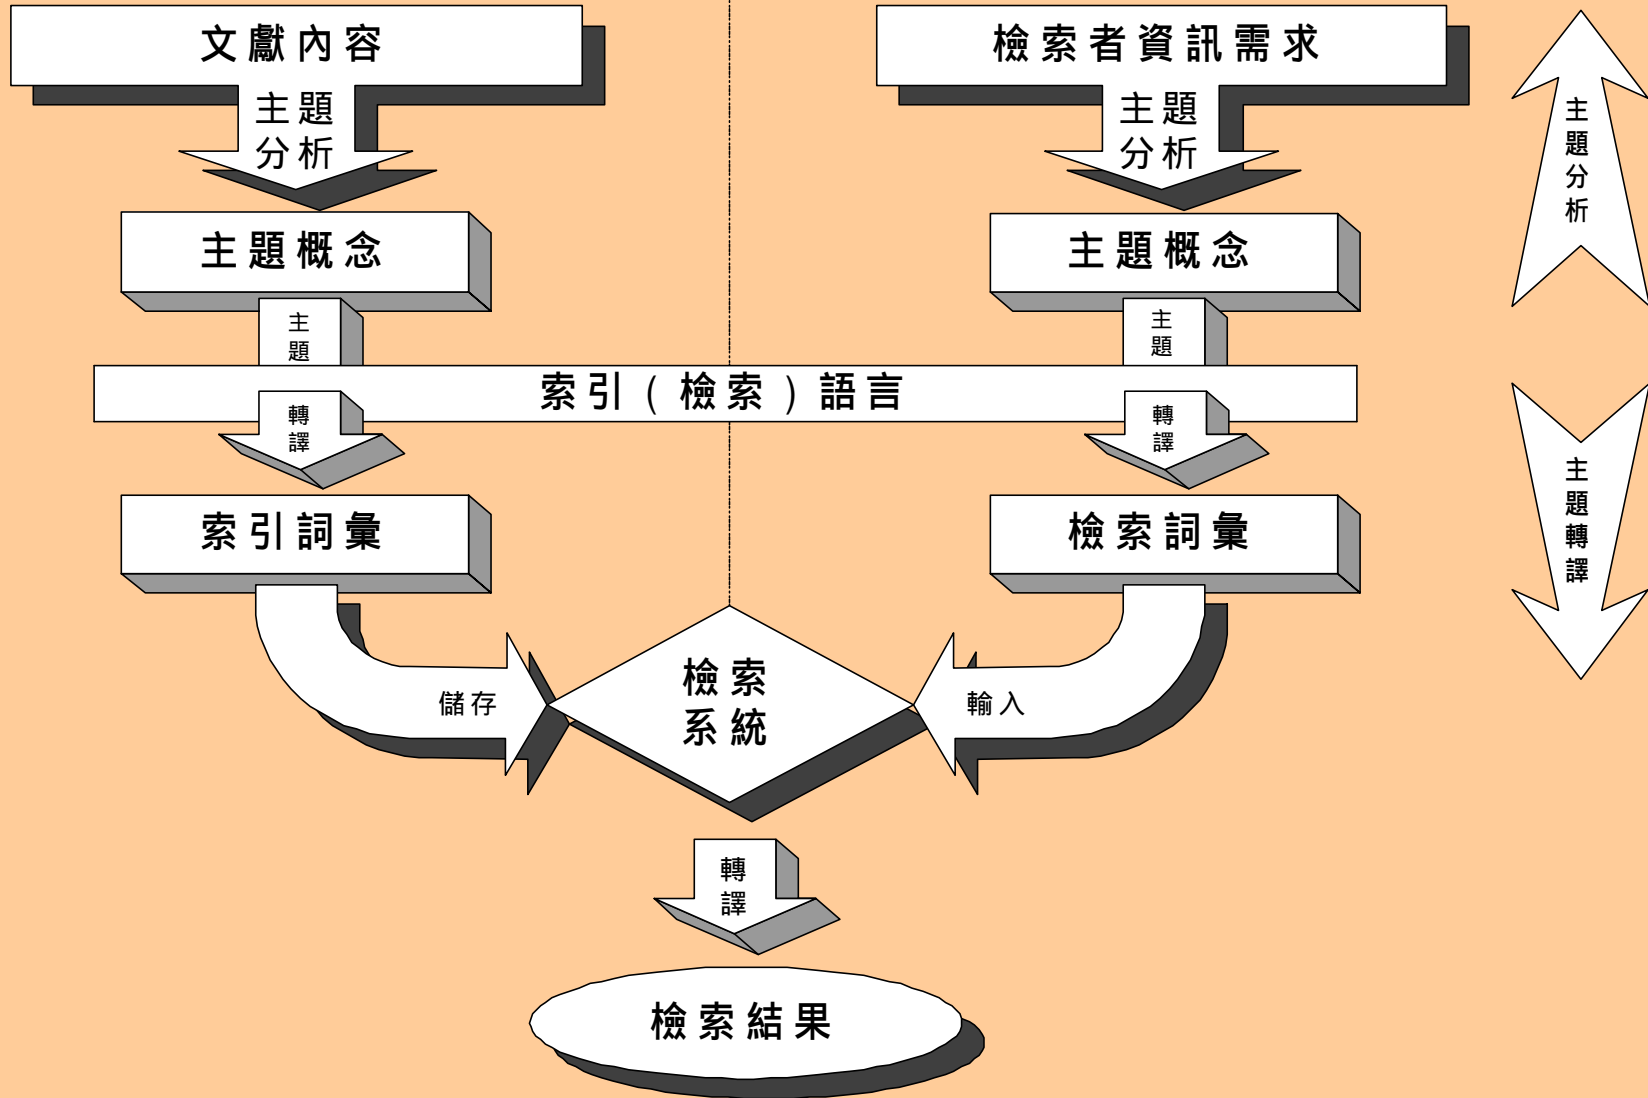 文獻內容
主題
分析
主題概念
主
題
轉
譯
索引詞彙
儲存
檢索者資訊需求
主題
分析
主題概念
主
題
轉
譯
檢索詞彙
輸入
索引（檢索）語言
檢索
系統
轉
譯
檢索結果
主
題
分
析
主
題
轉
譯